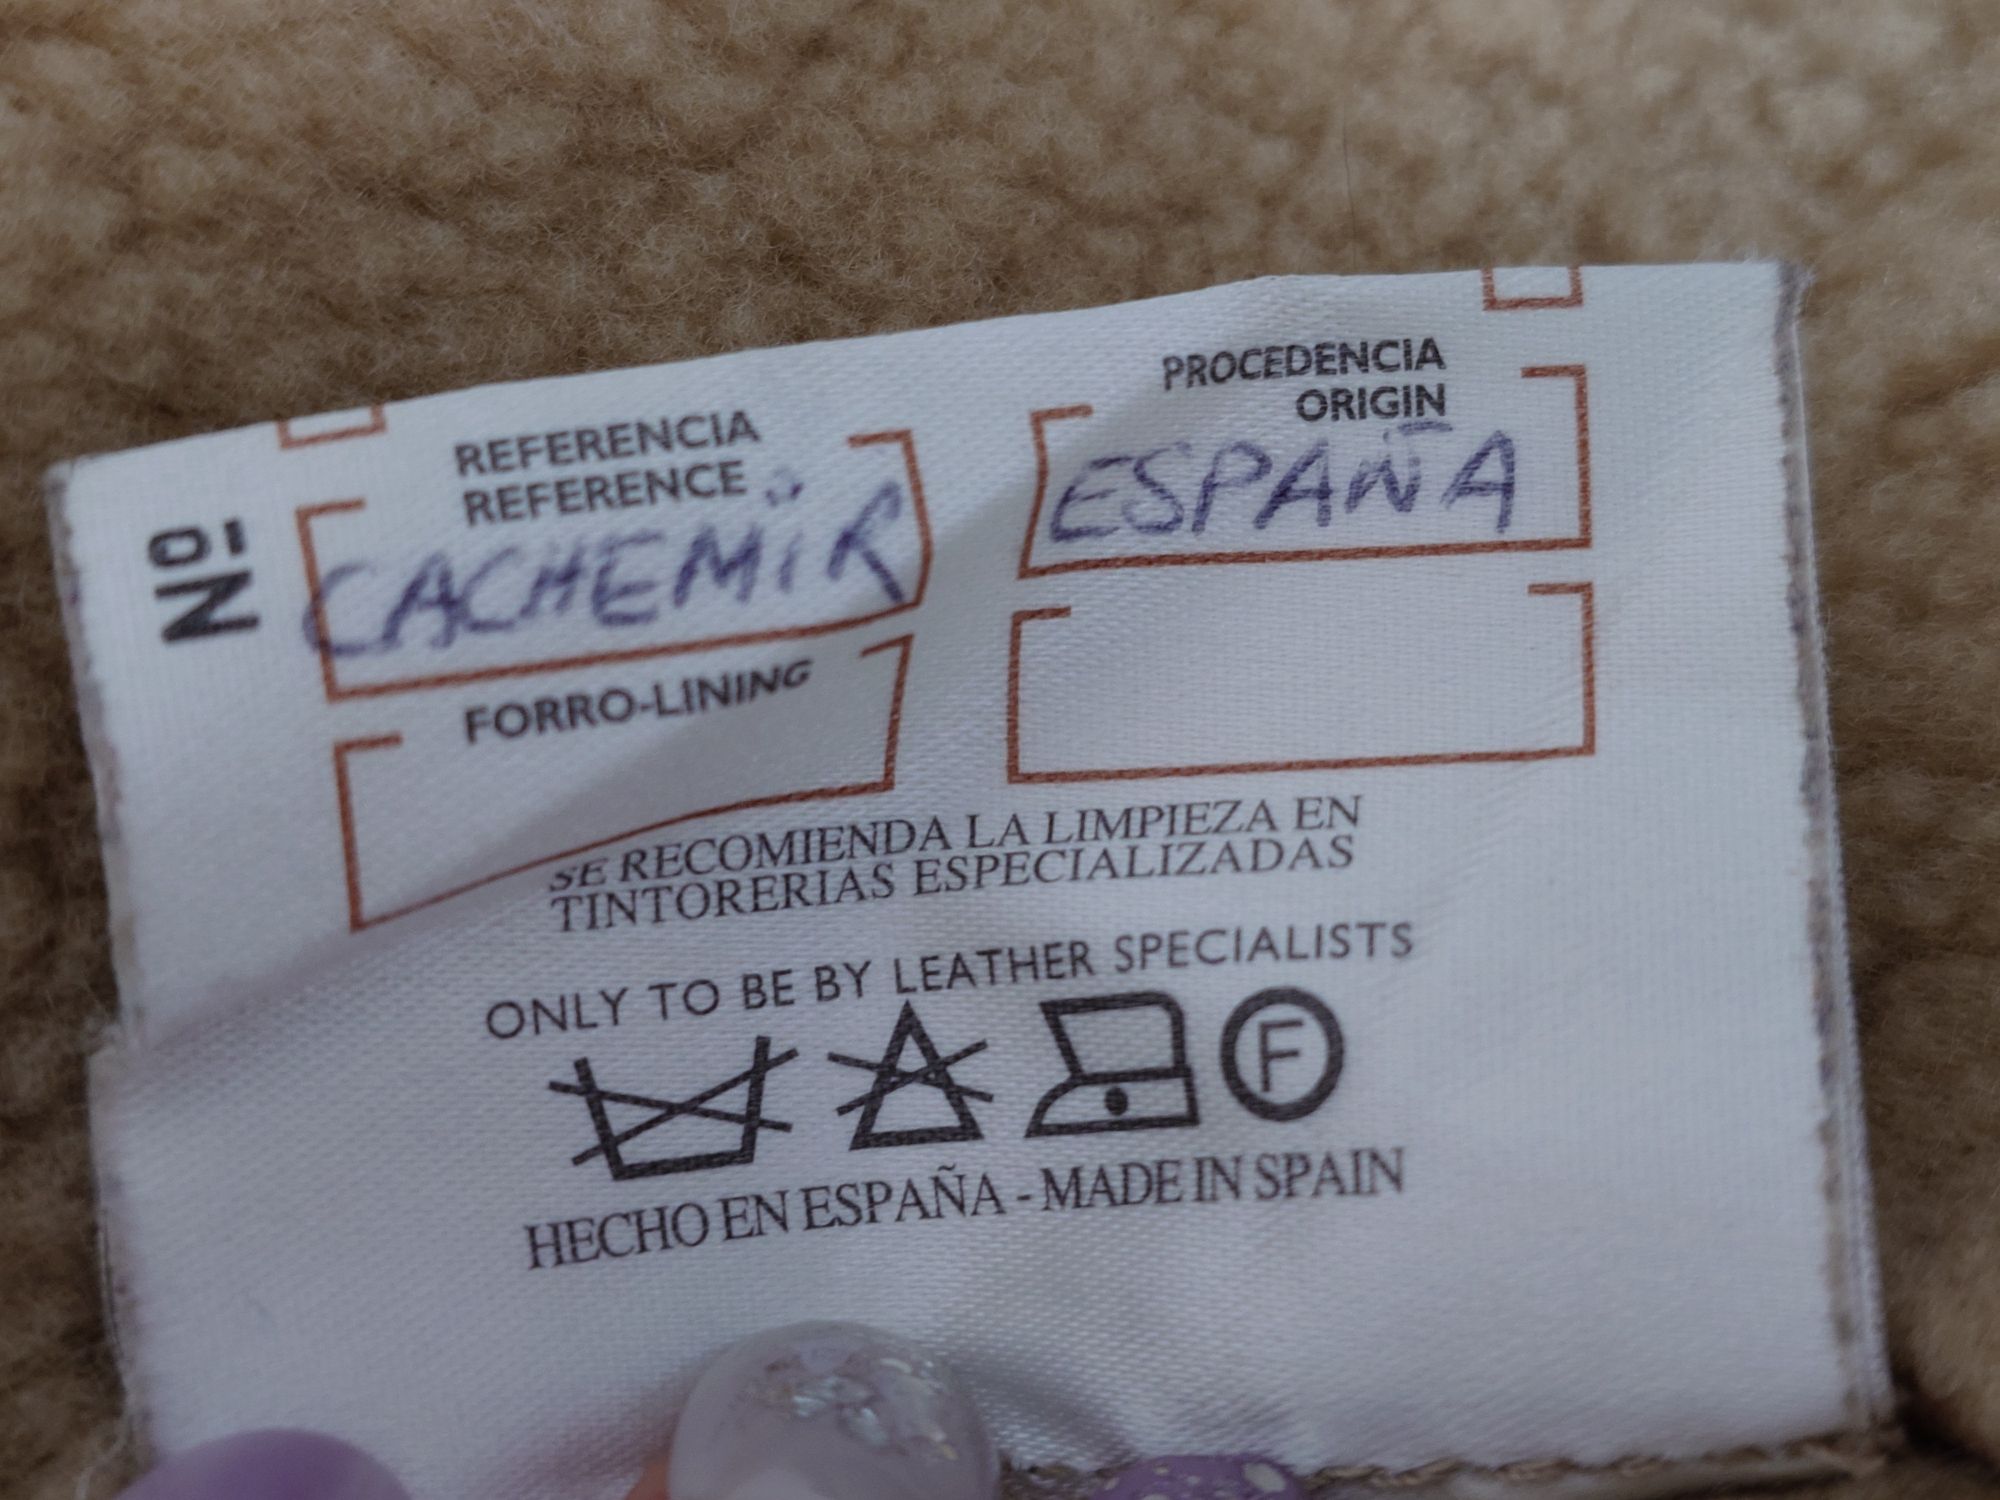 Nº
REFERENCIA
REFERENCE
CACHEMiR
PROCEDENCIA
ORIGIN
ESPAÑA
FORRO-LINING
SE RECOMIENDA LA LIMPIEZA EN
TINTORERIAS ESPECIALIZADAS
ONLY TO BE BY LEATHER SPECIALISTS
F
HECHO EN ESPAÑA - MADE IN SPAIN